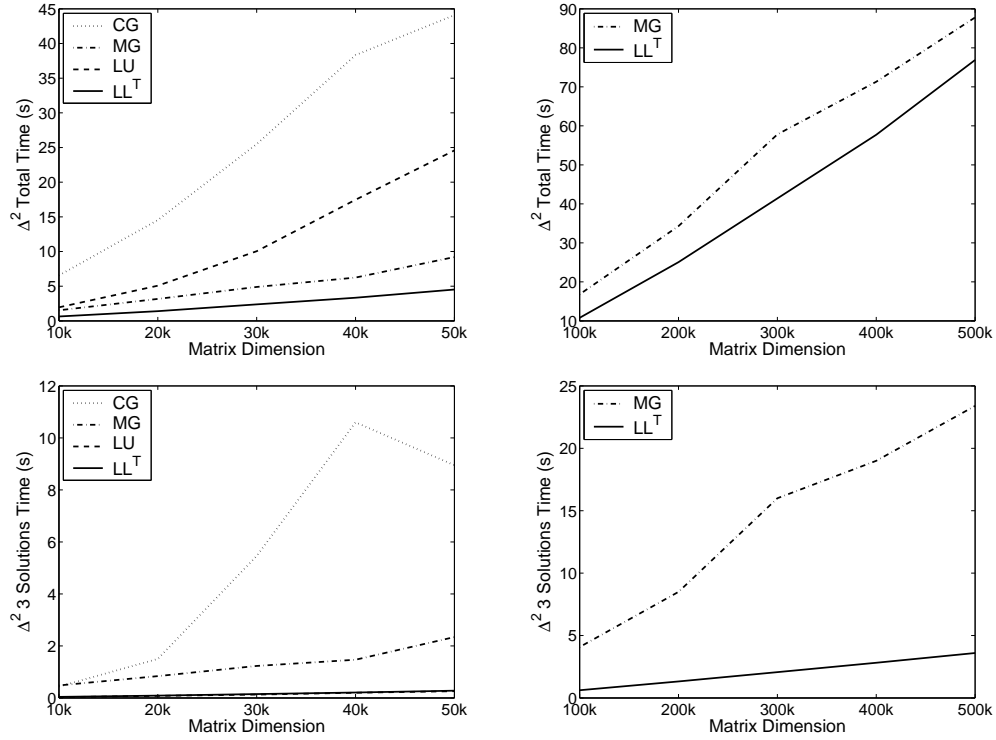 45
40
35
30
25
20
15
10
5
0
Δ² Total Time (s)
CG
MG
LU
LLᵀ
10k 20k 30k 40k 50k
Matrix Dimension
90
80
70
60
50
40
30
20
10
Δ² Total Time (s)
MG
LLᵀ
100k 200k 300k 400k 500k
Matrix Dimension
12
10
8
6
4
2
0
Δ² 3 Solutions Time (s)
CG
MG
LU
LLᵀ
10k 20k 30k 40k 50k
Matrix Dimension
25
20
15
10
5
0
Δ² 3 Solutions Time (s)
MG
LLᵀ
100k 200k 300k 400k 500k
Matrix Dimension